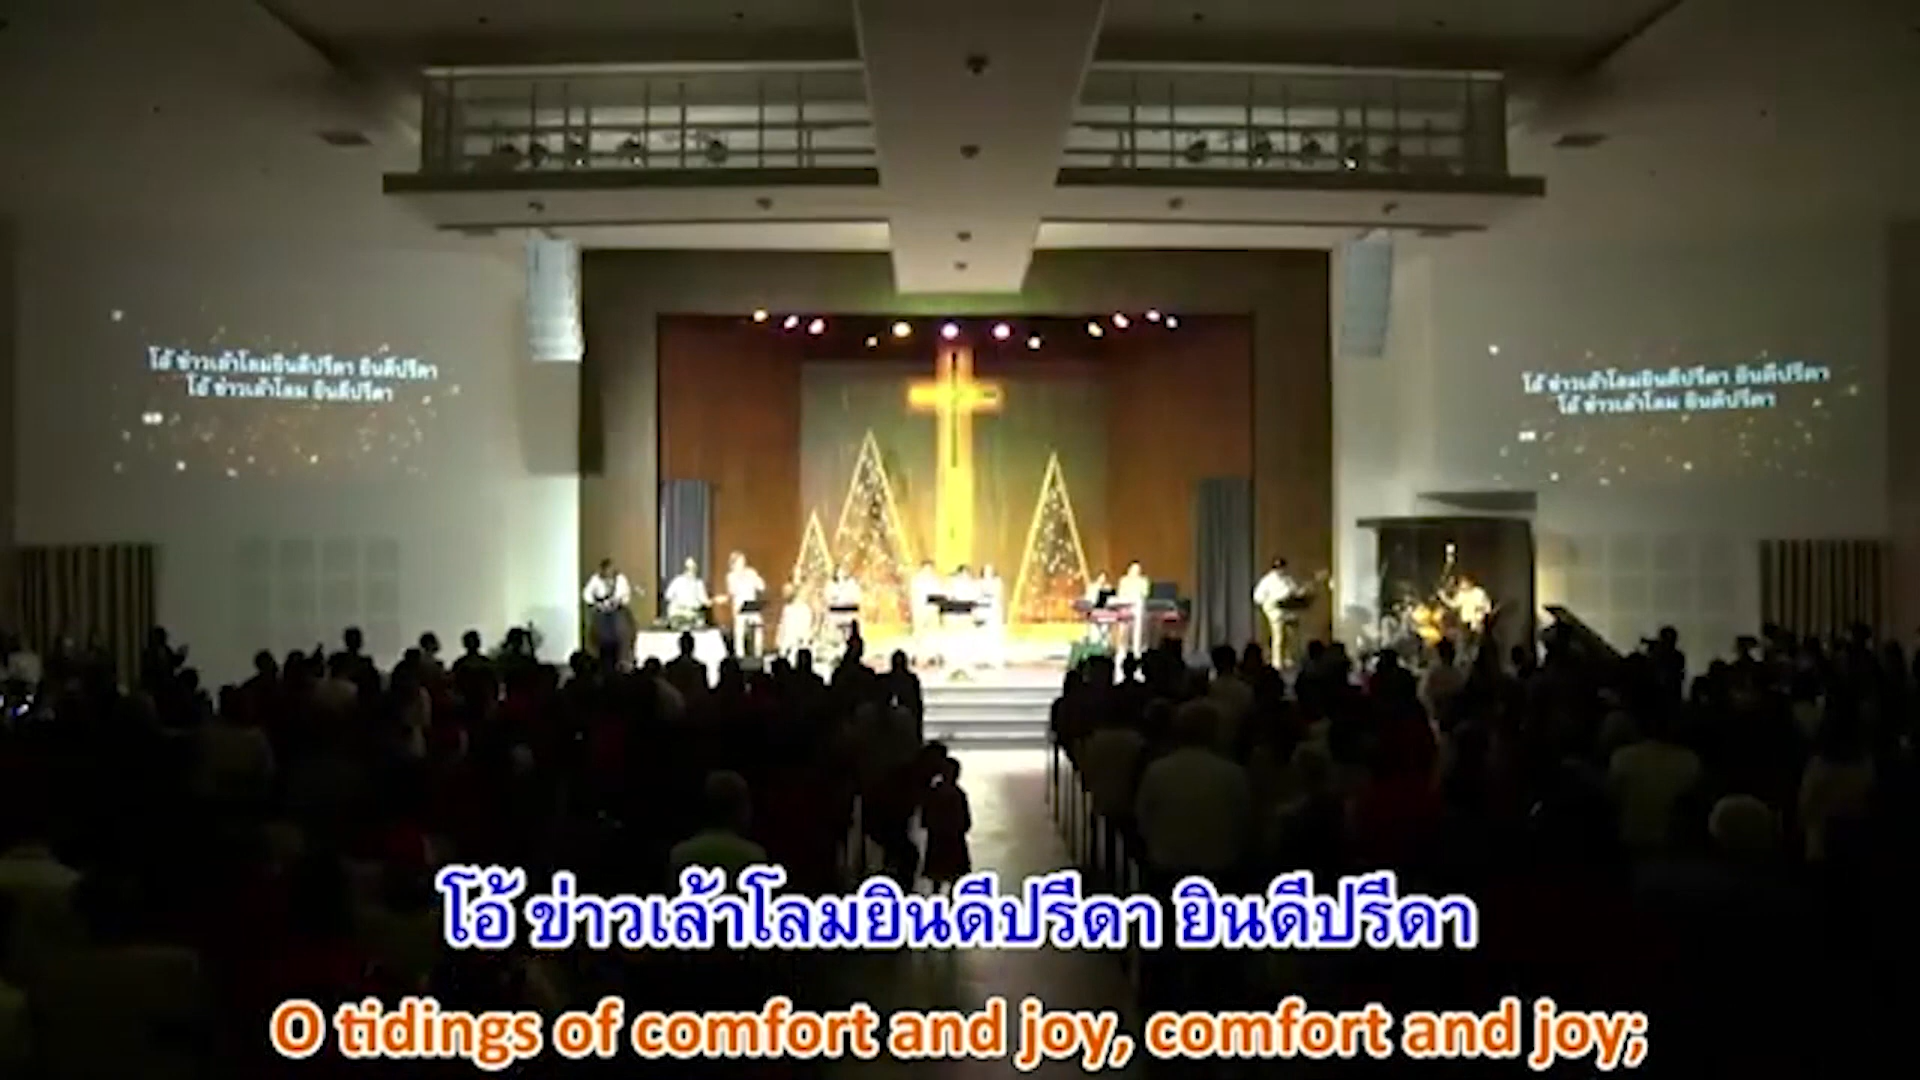 โอ้ ข่าวเล้าโลมยินดีปรีดา ยินดีปรีดา
โอ้ ข่าวเล้าโลม ยินดีปรีดา
โอ้ ข่าวเล้าโลมยินดีปรีดา ยินดีปรีดา
โอ้ ข่าวเล้าโลม ยินดีปรีดา
โอ้ ข่าวเล้าโลมยินดีปรีดา ยินดีปรีดา
O tidings of comfort and joy, comfort and joy;